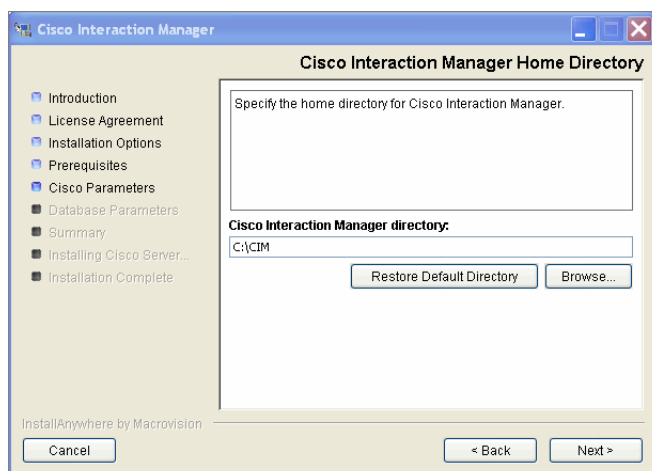 Cisco Interaction Manager
Cisco Interaction Manager Home Directory
Introduction
License Agreement
Installation Options
Prerequisites
Cisco Parameters
Database Parameters
Summary
Installing Cisco Server...
Installation Complete
Specify the home directory for Cisco Interaction Manager.
Cisco Interaction Manager directory:
C:\CIM
Restore Default Directory
Browse...
InstallAnywhere by Macrovision
Cancel
< Back
Next >